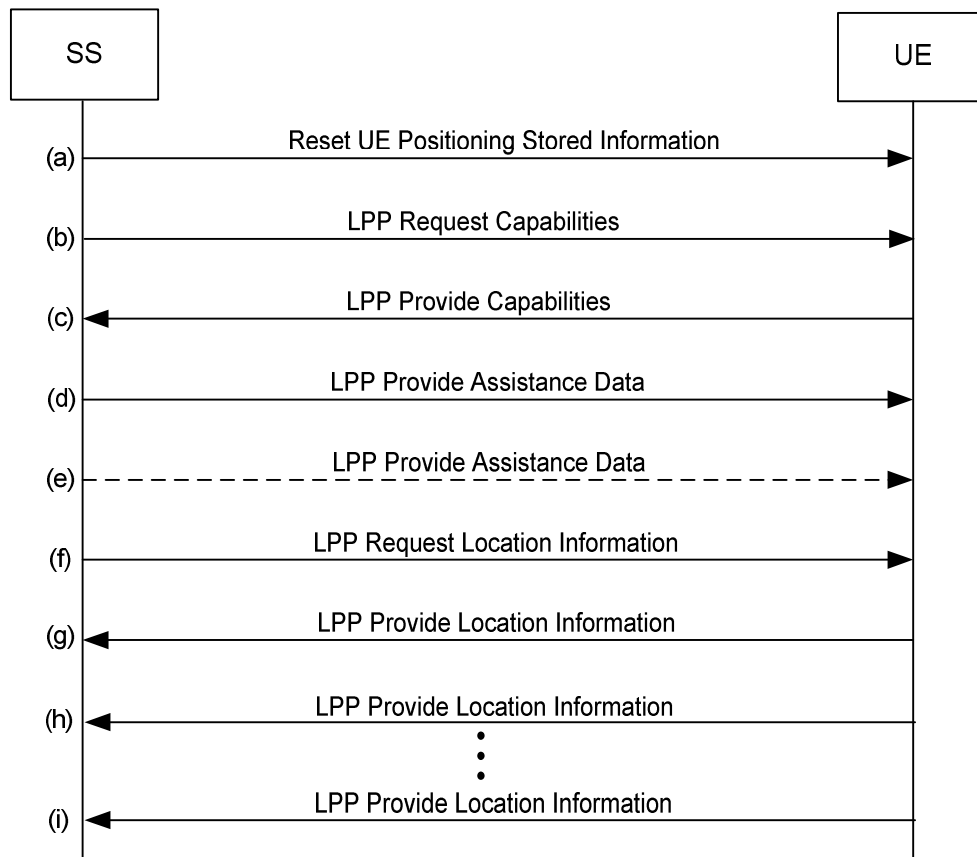 SS
UE
Reset UE Positioning Stored Information
(a)
LPP Request Capabilities
(b)
LPP Provide Capabilities
(c)
LPP Provide Assistance Data
(d)
LPP Provide Assistance Data
(e)
LPP Request Location Information
(f)
LPP Provide Location Information
(g)
LPP Provide Location Information
(h)
LPP Provide Location Information
(i)